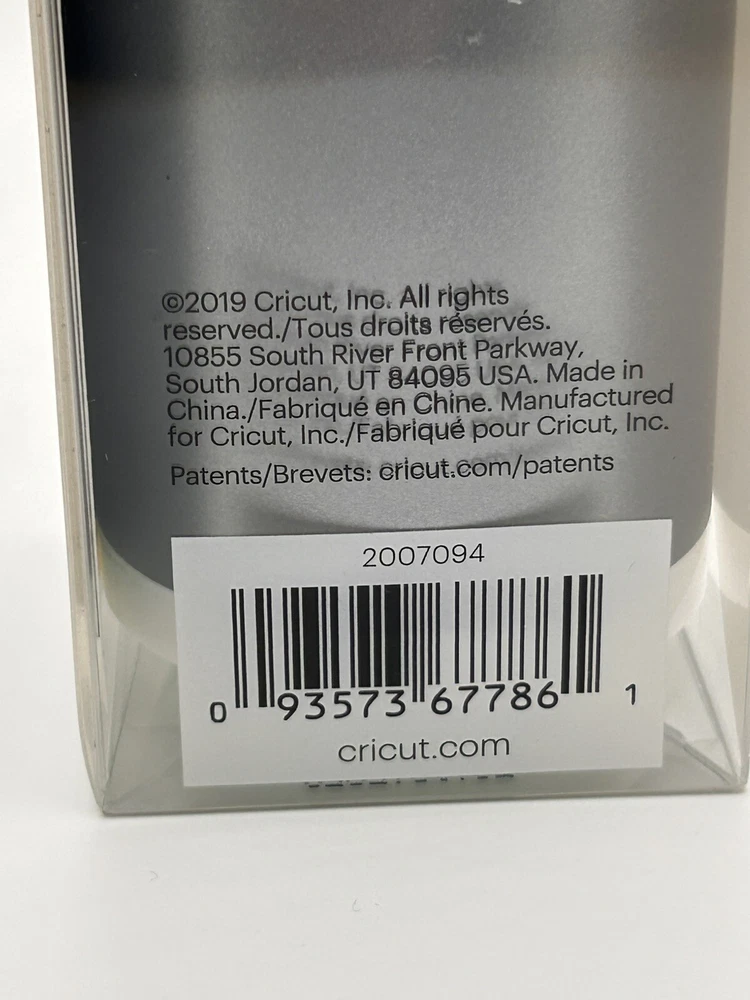 ©2019 Cricut, Inc. All rights
reserved./Tous droits réservés.
10855 South River Front Parkway,
South Jordan, UT 84095 USA. Made in
China./Fabriqué en Chine. Manufactured
for Cricut, Inc./Fabriqué pour Cricut, Inc.
Patents/Brevets: cricut.com/patents
2007094
0 93573 67786 1
cricut.com